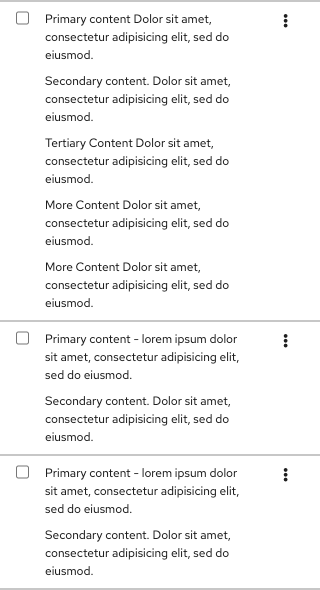 Primary content Dolor sit amet,
consectetur adipisicing elit, sed do
eiusmod.
Secondary content. Dolor sit amet,
consectetur adipisicing elit, sed do
eiusmod.
Tertiary Content Dolor sit amet,
consectetur adipisicing elit, sed do
eiusmod.
More Content Dolor sit amet,
consectetur adipisicing elit, sed do
eiusmod.
More Content Dolor sit amet,
consectetur adipisicing elit, sed do
eiusmod.
Primary content - lorem ipsum dolor
sit amet, consectetur adipisicing elit,
sed do eiusmod.
Secondary content. Dolor sit amet,
consectetur adipisicing elit, sed do
eiusmod.
Primary content - lorem ipsum dolor
sit amet, consectetur adipisicing elit,
sed do eiusmod.
Secondary content. Dolor sit amet,
consectetur adipisicing elit, sed do
eiusmod.